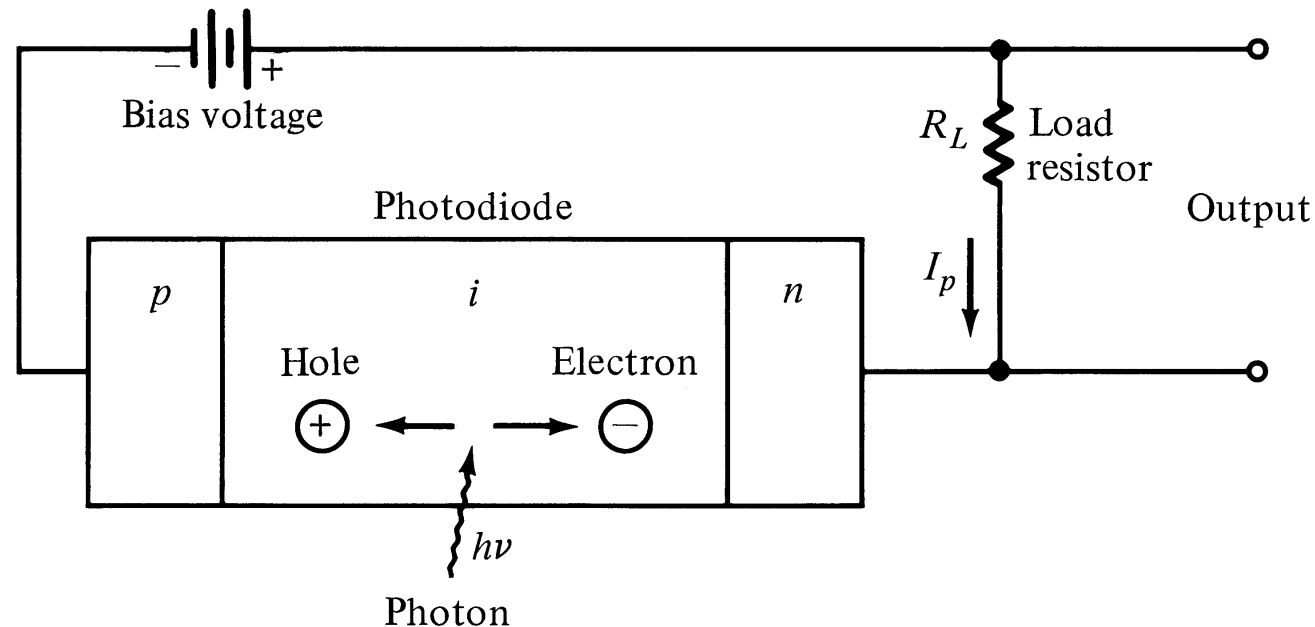 − +
Bias voltage
R_L Load
resistor
Output
Photodiode
I_p
p i n
Hole Electron
+ −
hν
Photon